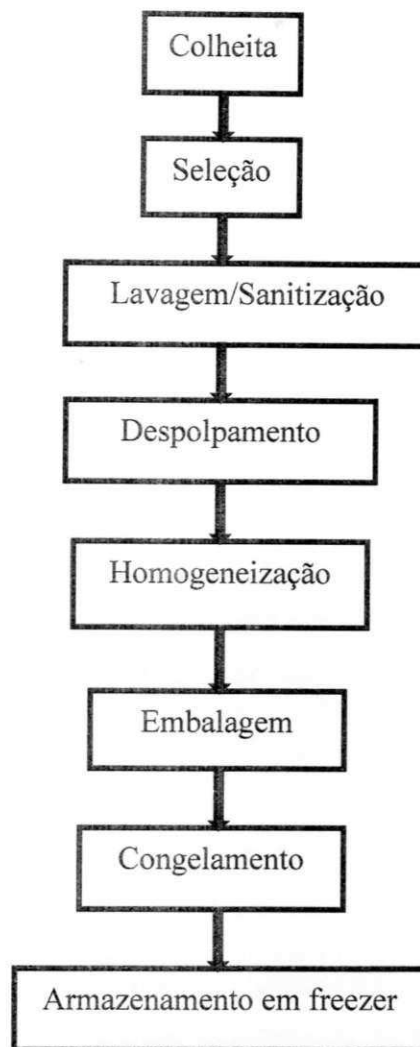 Colheita
Seleção
Lavagem/Sanitização
Despolpamento
Homogeneização
Embalagem
Congelamento
Armazenamento em freezer